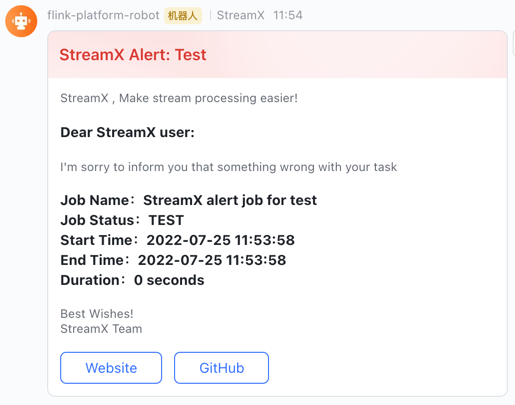 flink-platform-robot 机器人 | StreamX 11:54
StreamX Alert: Test
StreamX , Make stream processing easier!
Dear StreamX user:
I'm sorry to inform you that something wrong with your task
Job Name：StreamX alert job for test
Job Status：TEST
Start Time：2022-07-25 11:53:58
End Time：2022-07-25 11:53:58
Duration：0 seconds
Best Wishes!
StreamX Team
Website GitHub